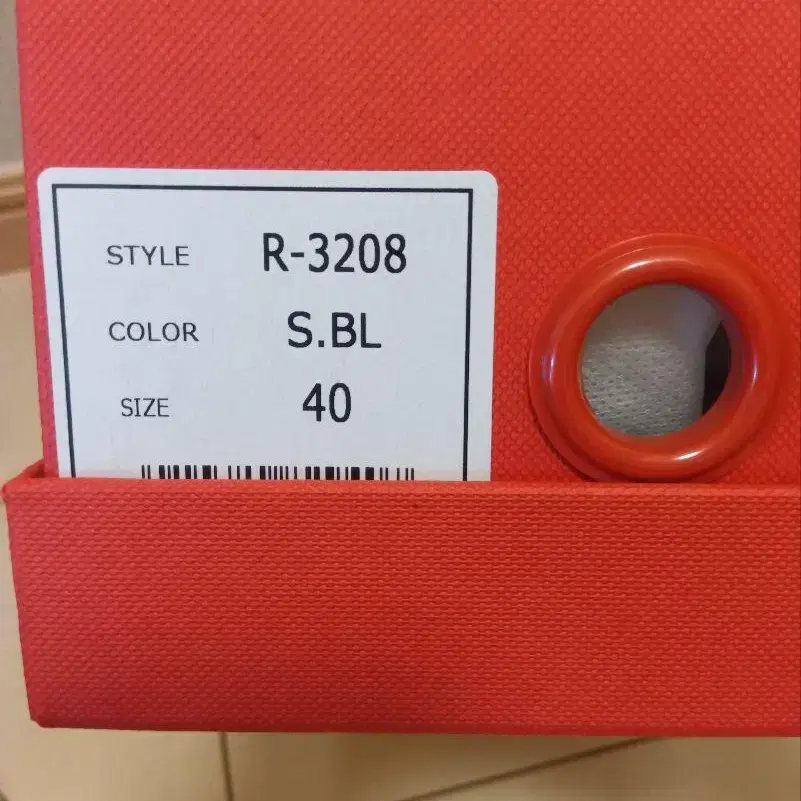 STYLE R-3208
COLOR S.BL
SIZE 40